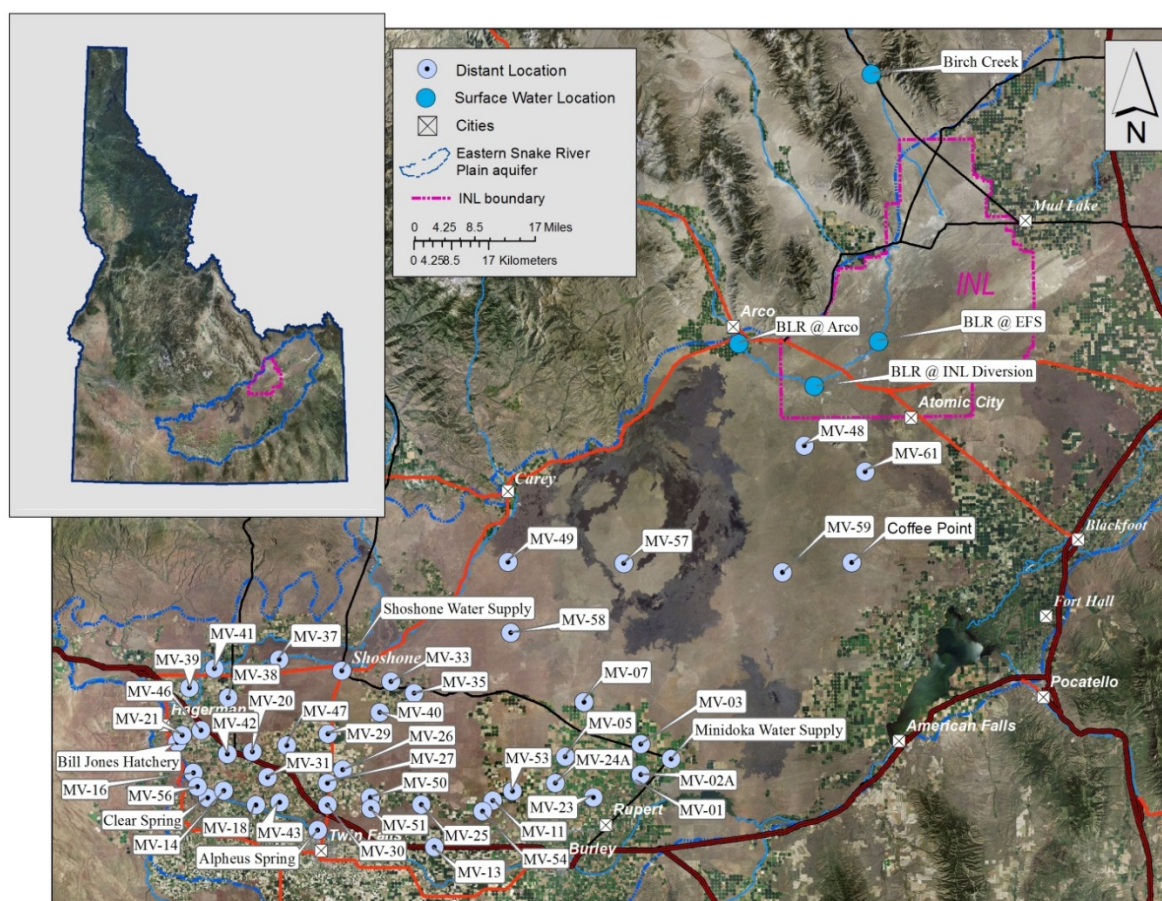 Distant Location
Surface Water Location
Cities
Eastern Snake River
Plain aquifer
INL boundary
0 4.25 8.5 17 Miles
0 4.25 8.5 17 Kilometers
N
Birch Creek
Mud Lake
INL
Arco
BLR @ Arco
BLR @ EFS
BLR @ INL Diversion
Atomic City
MV-48
MV-61
Carey
Blackfoot
MV-49
MV-57
MV-59
Coffee Point
Shoshone Water Supply
Fort Hall
MV-58
MV-41
MV-37
MV-39
Shoshone
MV-33
MV-38
MV-07
MV-35
MV-46
MV-20
Pocatello
Hagerman
MV-47
MV-40
MV-05
MV-03
MV-21
MV-42
MV-29
MV-26
Minidoka Water Supply
American Falls
Bill Jones Hatchery
MV-31
MV-27
MV-53
MV-24A
MV-16
MV-50
MV-02A
MV-56
MV-23
Rupert
MV-01
Clear Spring
MV-18
MV-51
MV-11
MV-14
MV-43
MV-25
Twin Falls
Alpheus Spring
MV-30
MV-54
Burley
MV-13